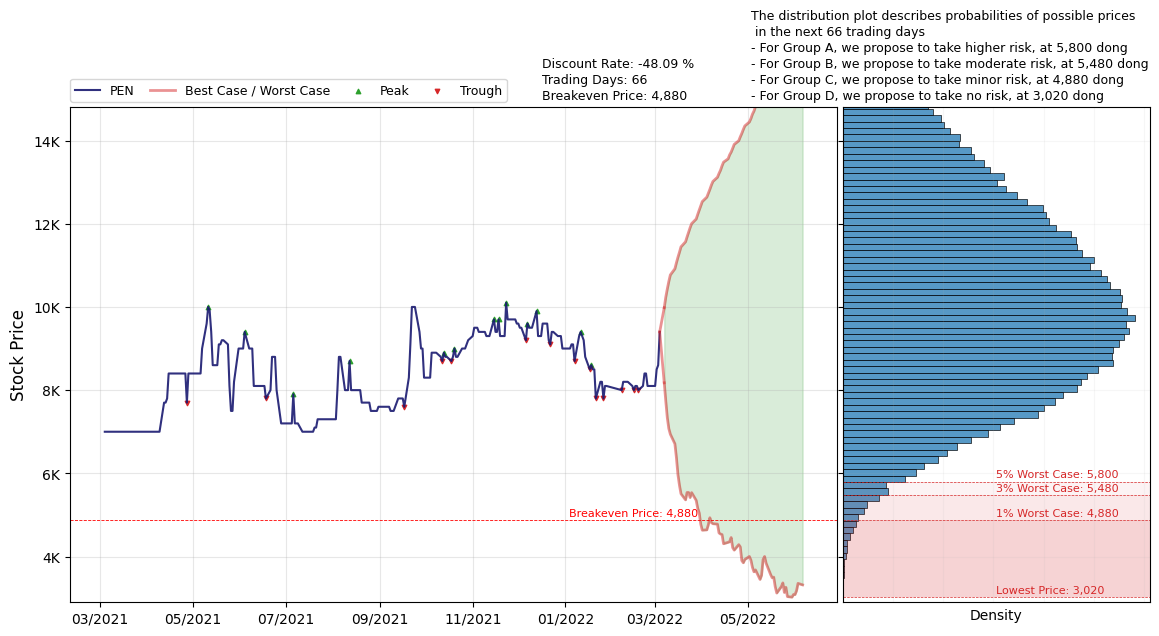 The distribution plot describes probabilities of possible prices
in the next 66 trading days
- For Group A, we propose to take higher risk, at 5,800 dong
- For Group B, we propose to take moderate risk, at 5,480 dong
- For Group C, we propose to take minor risk, at 4,880 dong
- For Group D, we propose to take no risk, at 3,020 dong
Discount Rate: -48.09 %
Trading Days: 66
Breakeven Price: 4,880
PEN
Best Case / Worst Case
Peak
Trough
Stock Price
14K
12K
10K
8K
6K
4K
Breakeven Price: 4,880
03/2021
05/2021
07/2021
09/2021
11/2021
01/2022
03/2022
05/2022
5% Worst Case: 5,800
3% Worst Case: 5,480
1% Worst Case: 4,880
Lowest Price: 3,020
Density